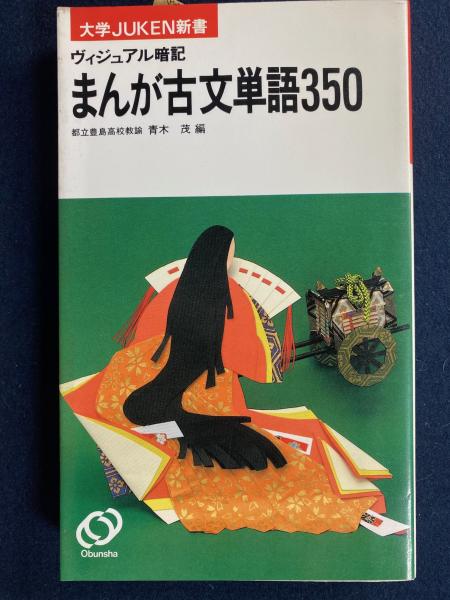 大学JUKEN新書
ヴィジュアル暗記
まんが古文単語350
都立豊島高校教諭 青木 茂 編
Obunsha